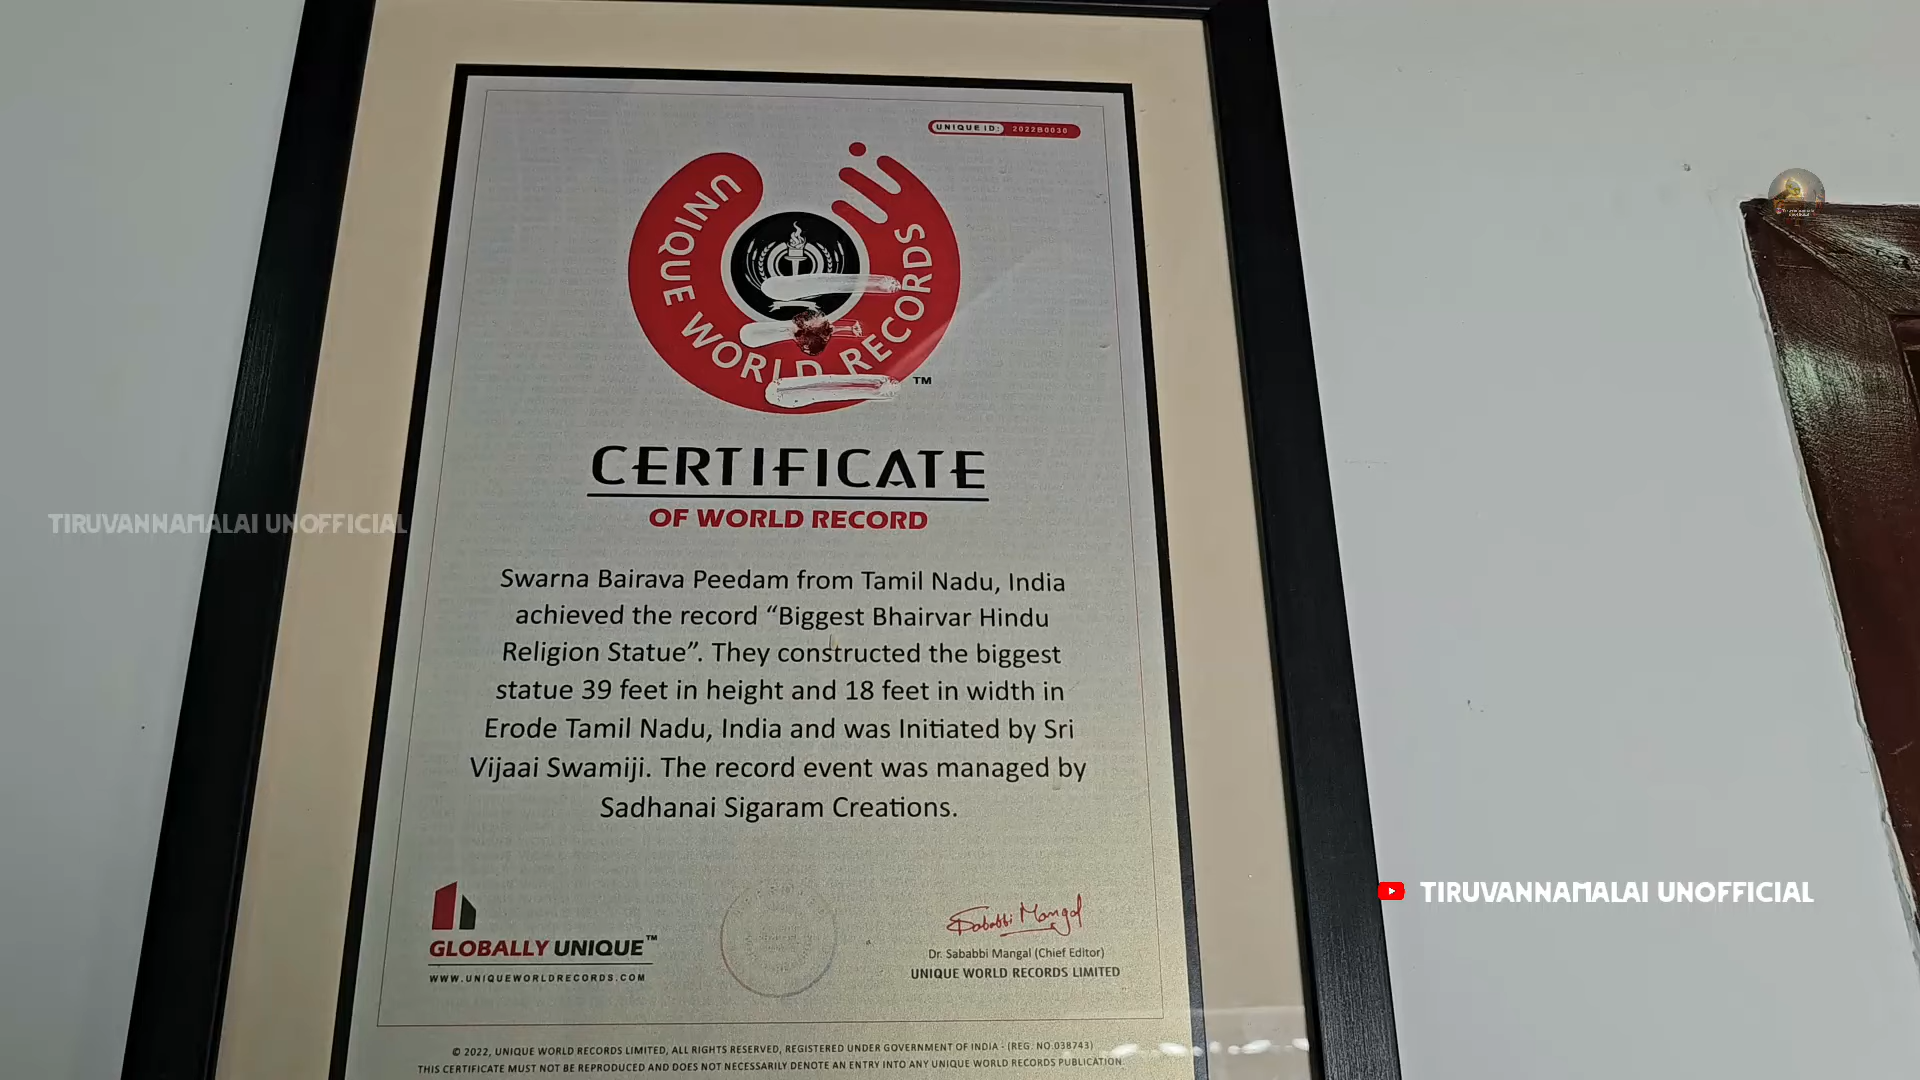 UNIQUE ID: 2022B0030
UNIQUE WORLD RECORDS
TM
CERTIFICATE
OF WORLD RECORD
Swarna Bairava Peedam from Tamil Nadu, India
achieved the record “Biggest Bhairvar Hindu
Religion Statue”. They constructed the biggest
statue 39 feet in height and 18 feet in width in
Erode Tamil Nadu, India and was Initiated by Sri
Vijaai Swamiji. The record event was managed by
Sadhanai Sigaram Creations.
GLOBALLY UNIQUE™
WWW.UNIQUEWORLDRECORDS.COM
Sababbi Mangal
Dr. Sababbi Mangal (Chief Editor)
UNIQUE WORLD RECORDS LIMITED
© 2022, UNIQUE WORLD RECORDS LIMITED, ALL RIGHTS RESERVED, REGISTERED UNDER GOVERNMENT OF INDIA - (REG. NO.038743)
THIS CERTIFICATE MUST NOT BE REPRODUCED AND DOES NOT NECESSARILY DENOTE AN ENTRY INTO ANY UNIQUE WORLD RECORDS PUBLICATION.
TIRUVANNAMALAI UNOFFICIAL
TIRUVANNAMALAI UNOFFICIAL